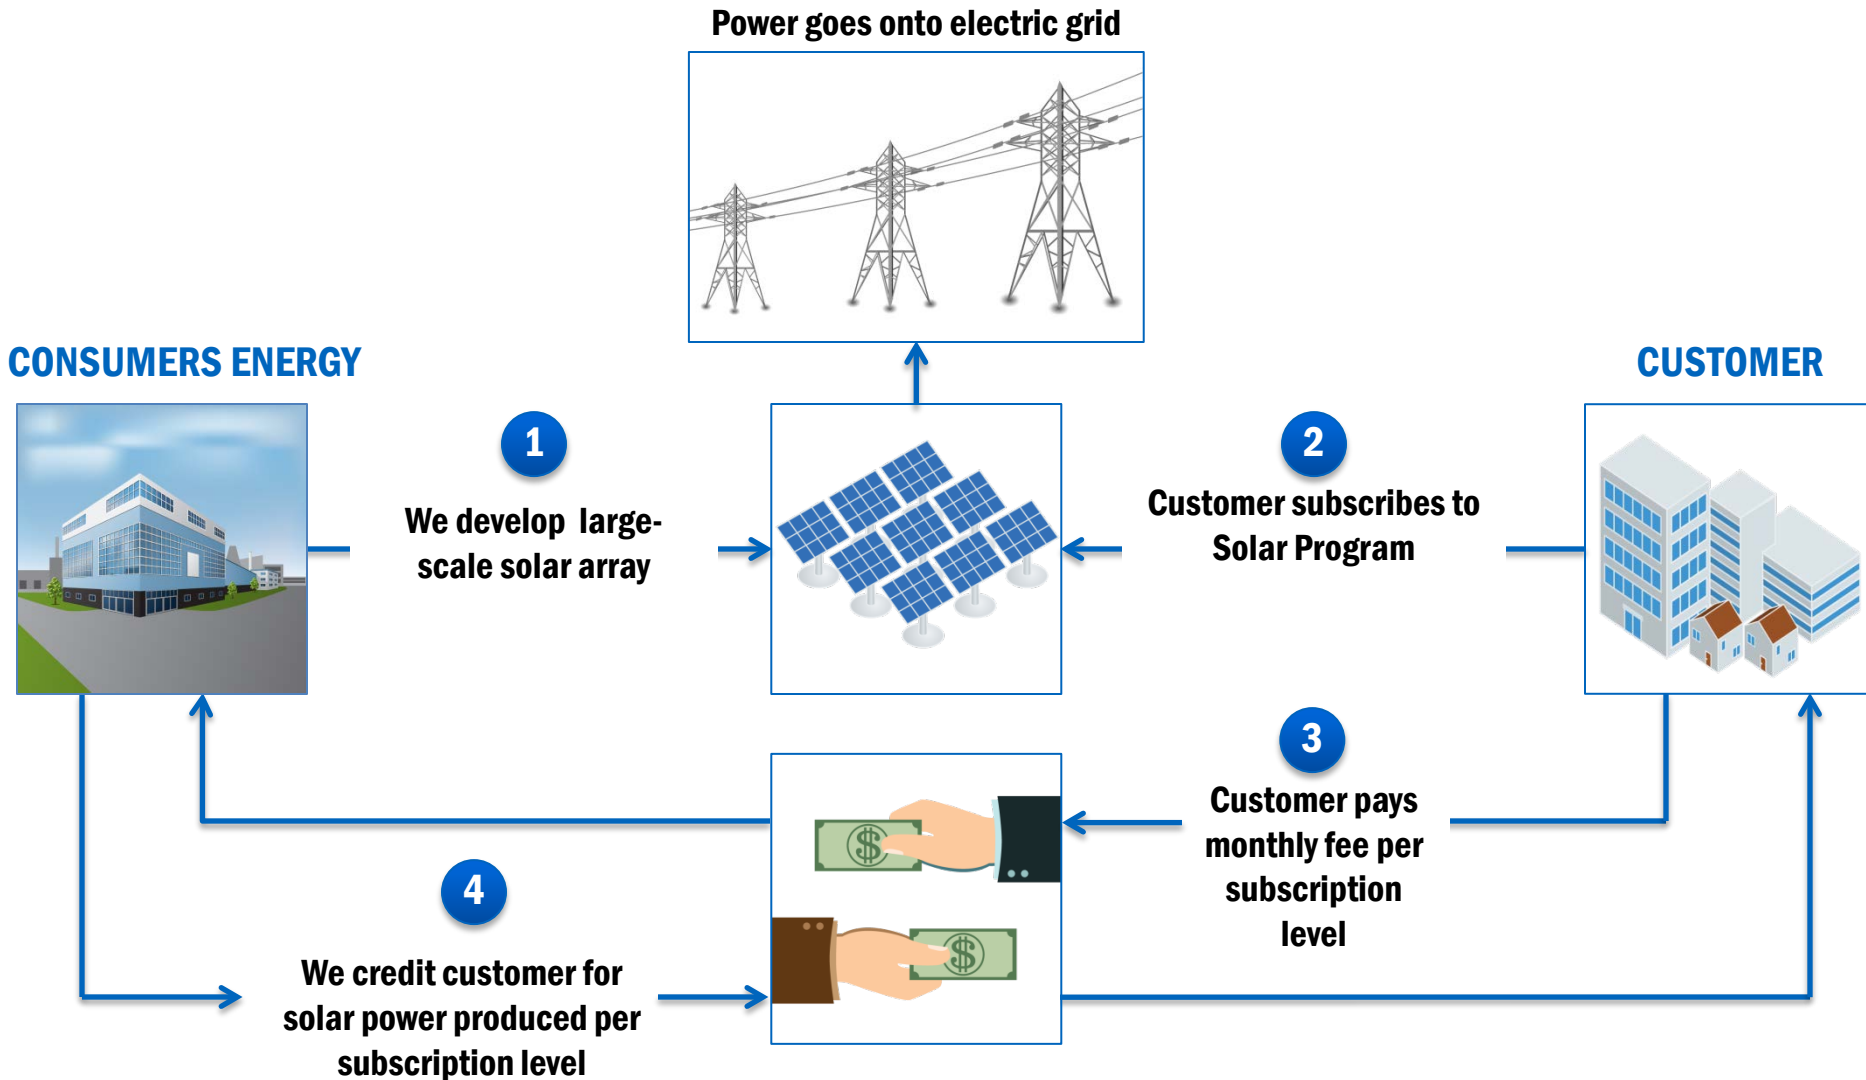 Power goes onto electric grid
CONSUMERS ENERGY
CUSTOMER
1
We develop large-
scale solar array
2
Customer subscribes to
Solar Program
3
Customer pays
monthly fee per
subscription
level
4
We credit customer for
solar power produced per
subscription level
$
$